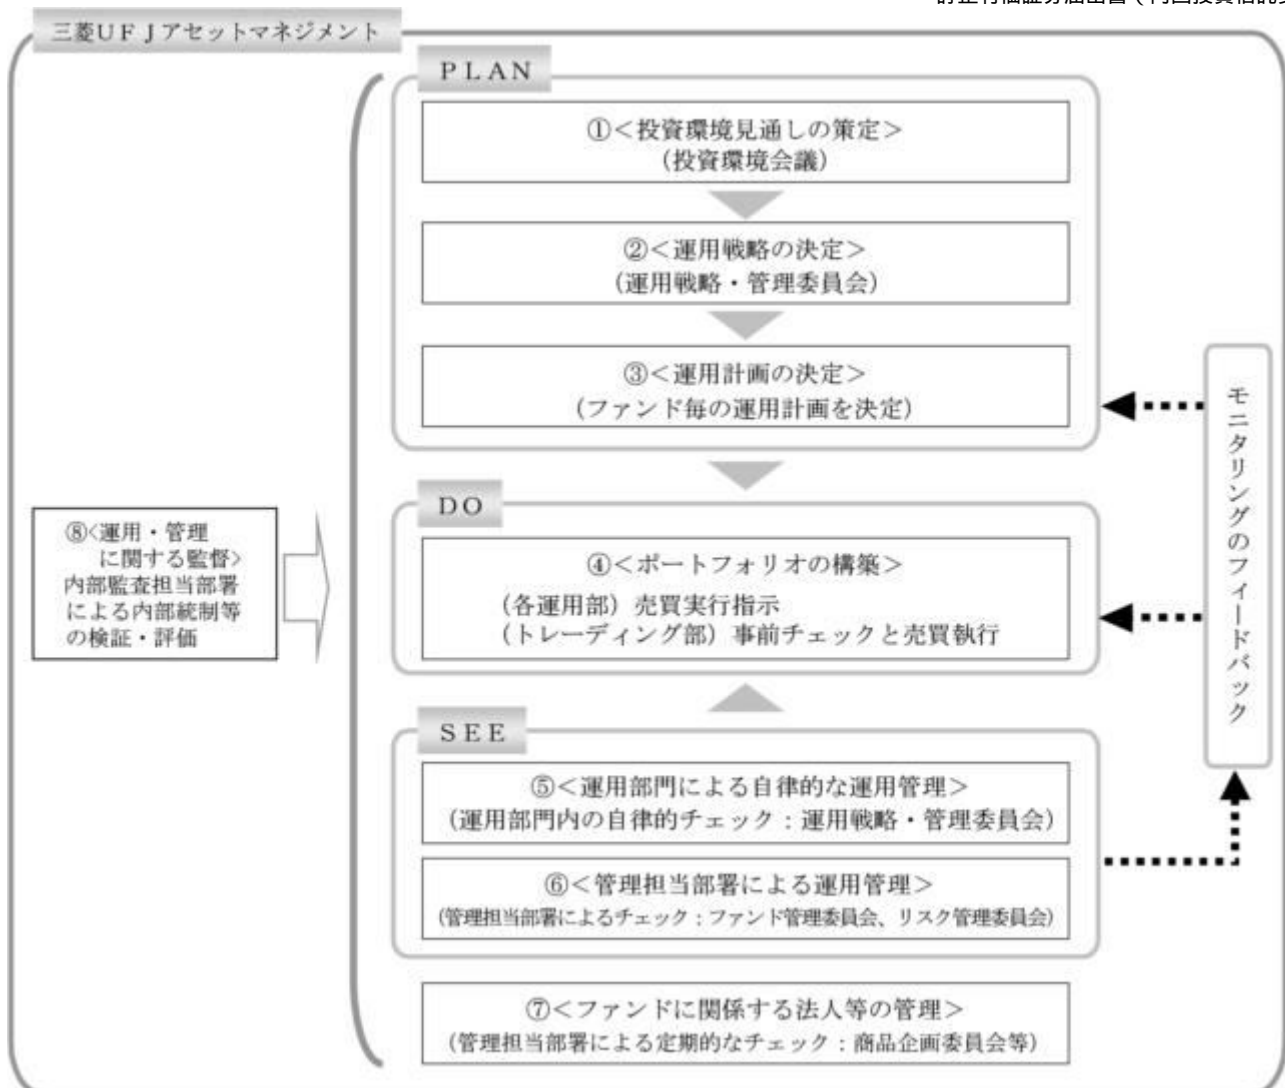 三菱UFJアセットマネジメント
PLAN
①＜投資環境見通しの策定＞
（投資環境会議）
②＜運用戦略の決定＞
（運用戦略・管理委員会）
③＜運用計画の決定＞
（ファンド毎の運用計画を決定）
DO
④＜ポートフォリオの構築＞
（各運用部）売買実行指示
（トレーディング部）事前チェックと売買執行
SEE
⑤＜運用部門による自律的な運用管理＞
（運用部門内の自律的チェック：運用戦略・管理委員会）
⑥＜管理担当部署による運用管理＞
（管理担当部署によるチェック：ファンド管理委員会、リスク管理委員会）
⑦＜ファンドに関係する法人等の管理＞
（管理担当部署による定期的なチェック：商品企画委員会等）
⑧＜運用・管理
に関する監督＞
内部監査担当部署
による内部統制等
の検証・評価
モニタリングのフィードバック